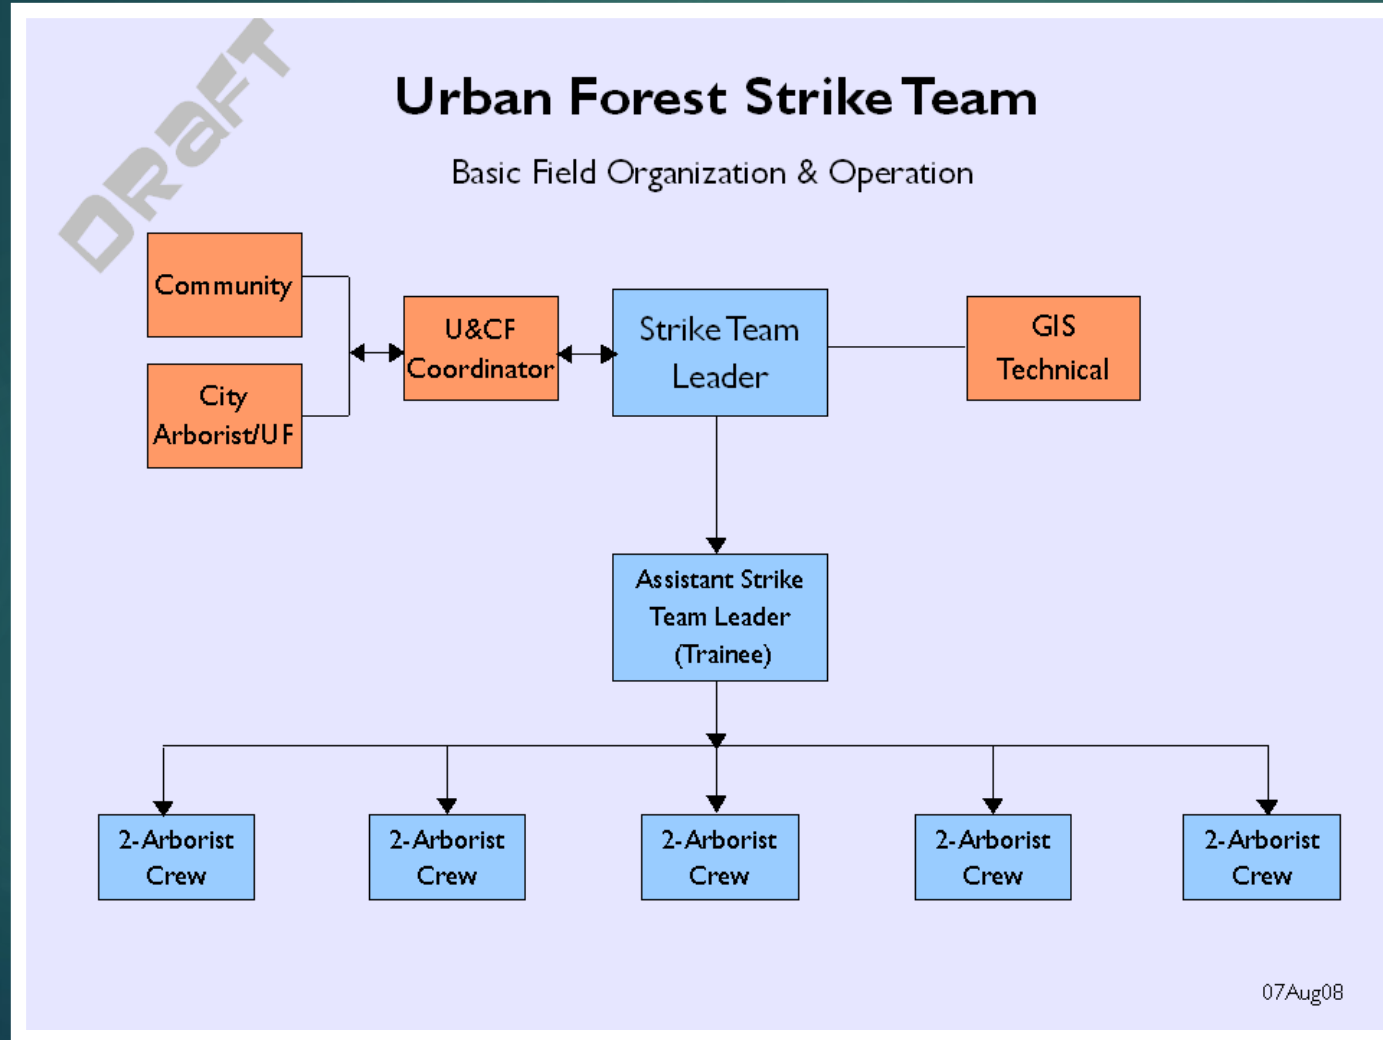 DRaFT
Urban Forest Strike Team
Basic Field Organization & Operation
Community
City
Arborist/UF
U&CF
Coordinator
Strike Team
Leader
GIS
Technical
Assistant Strike
Team Leader
(Trainee)
2-Arborist
Crew
2-Arborist
Crew
2-Arborist
Crew
2-Arborist
Crew
2-Arborist
Crew
07Aug08